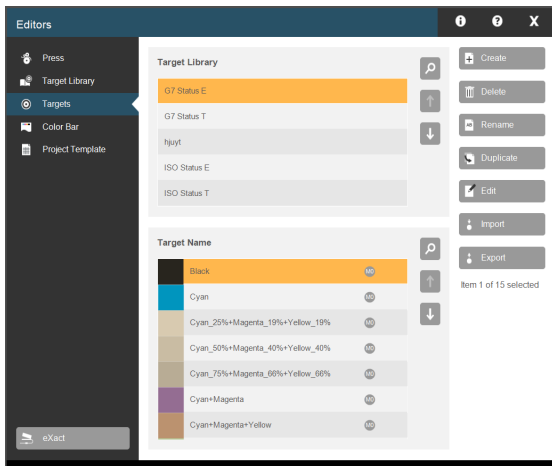 Editors
Press
Target Library
Targets
Color Bar
Project Template
eXact
Target Library
G7 Status E
G7 Status T
hjuyt
ISO Status E
ISO Status T
Target Name
Black M0
Cyan M0
Cyan_25%+Magenta_19%+Yellow_19% M0
Cyan_50%+Magenta_40%+Yellow_40% M0
Cyan_75%+Magenta_66%+Yellow_66% M0
Cyan+Magenta M0
Cyan+Magenta+Yellow M0
i ? X
Create
Delete
Rename
Duplicate
Edit
Import
Export
Item 1 of 15 selected